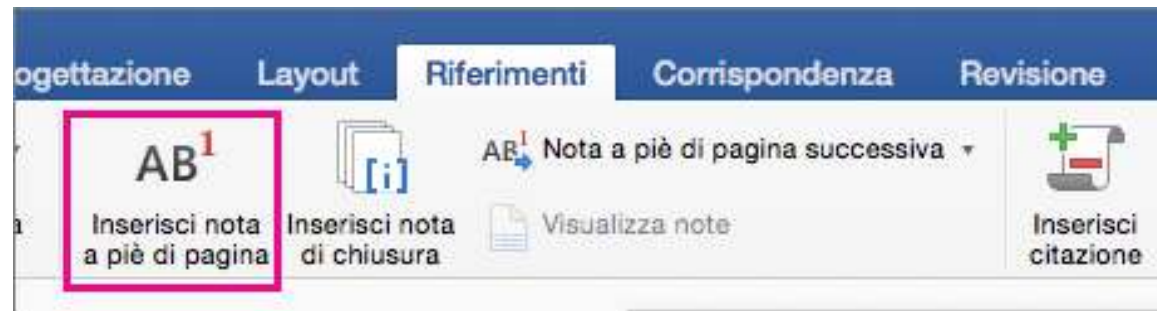 ogettazione Layout Riferimenti Corrispondenza Revisione
AB1 [i] AB1 Nota a piè di pagina successiva
Inserisci nota Inserisci nota Visualizza note Inserisci
a piè di pagina di chiusura citazione